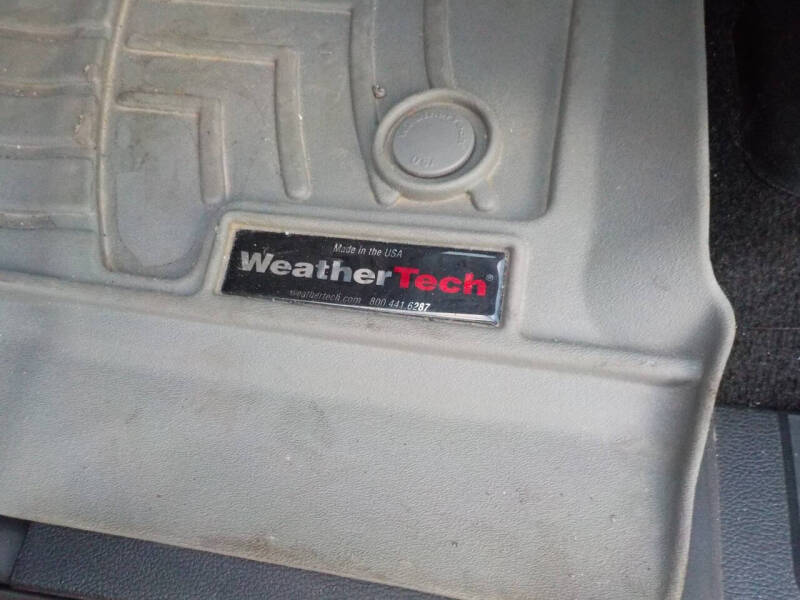 Made in the USA
WeatherTech®
weathertech.com 800.441.6287